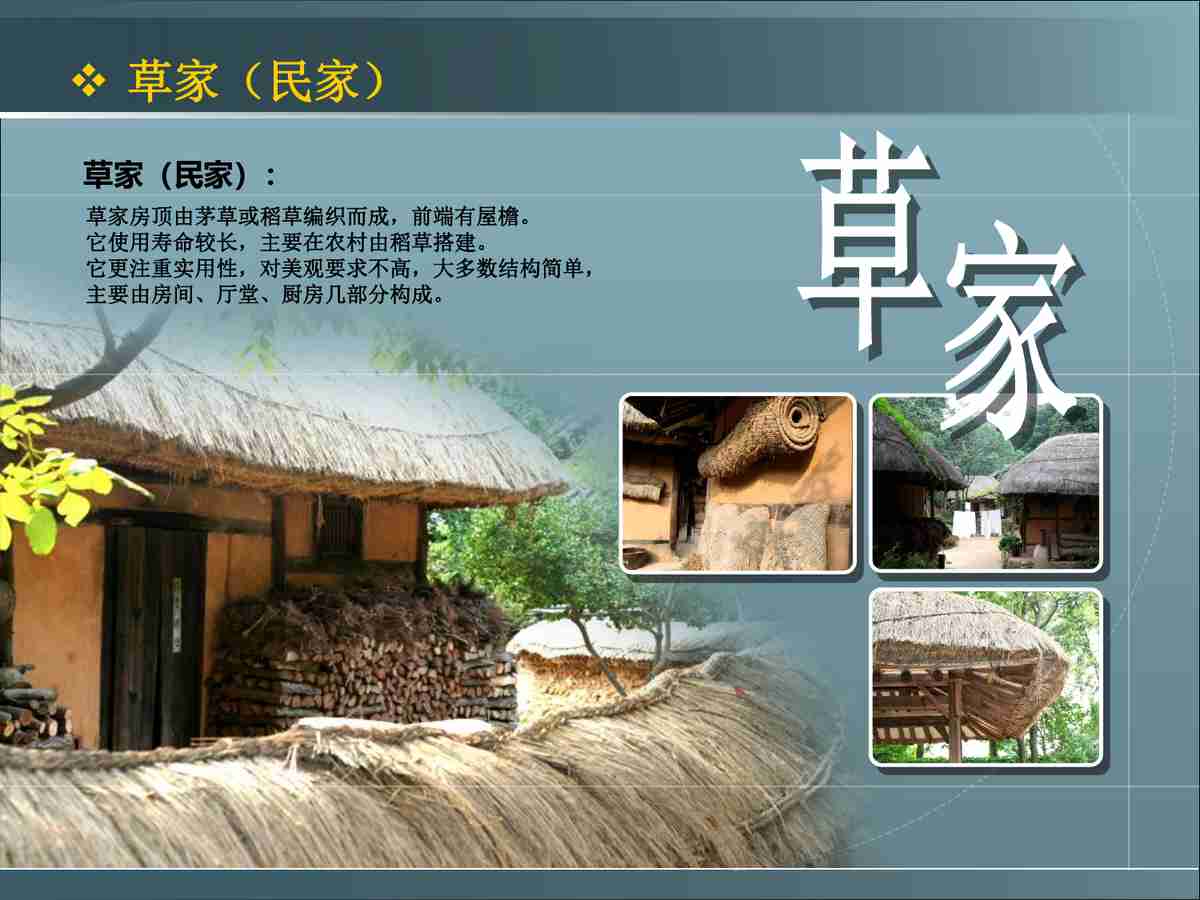 ❖ 草家（民家）
草家（民家）：
草家房顶由茅草或稻草编织而成，前端有屋檐。
它使用寿命较长，主要在农村由稻草搭建。
它更注重实用性，对美观要求不高，大多数结构简单，
主要由房间、厅堂、厨房几部分构成。
草家